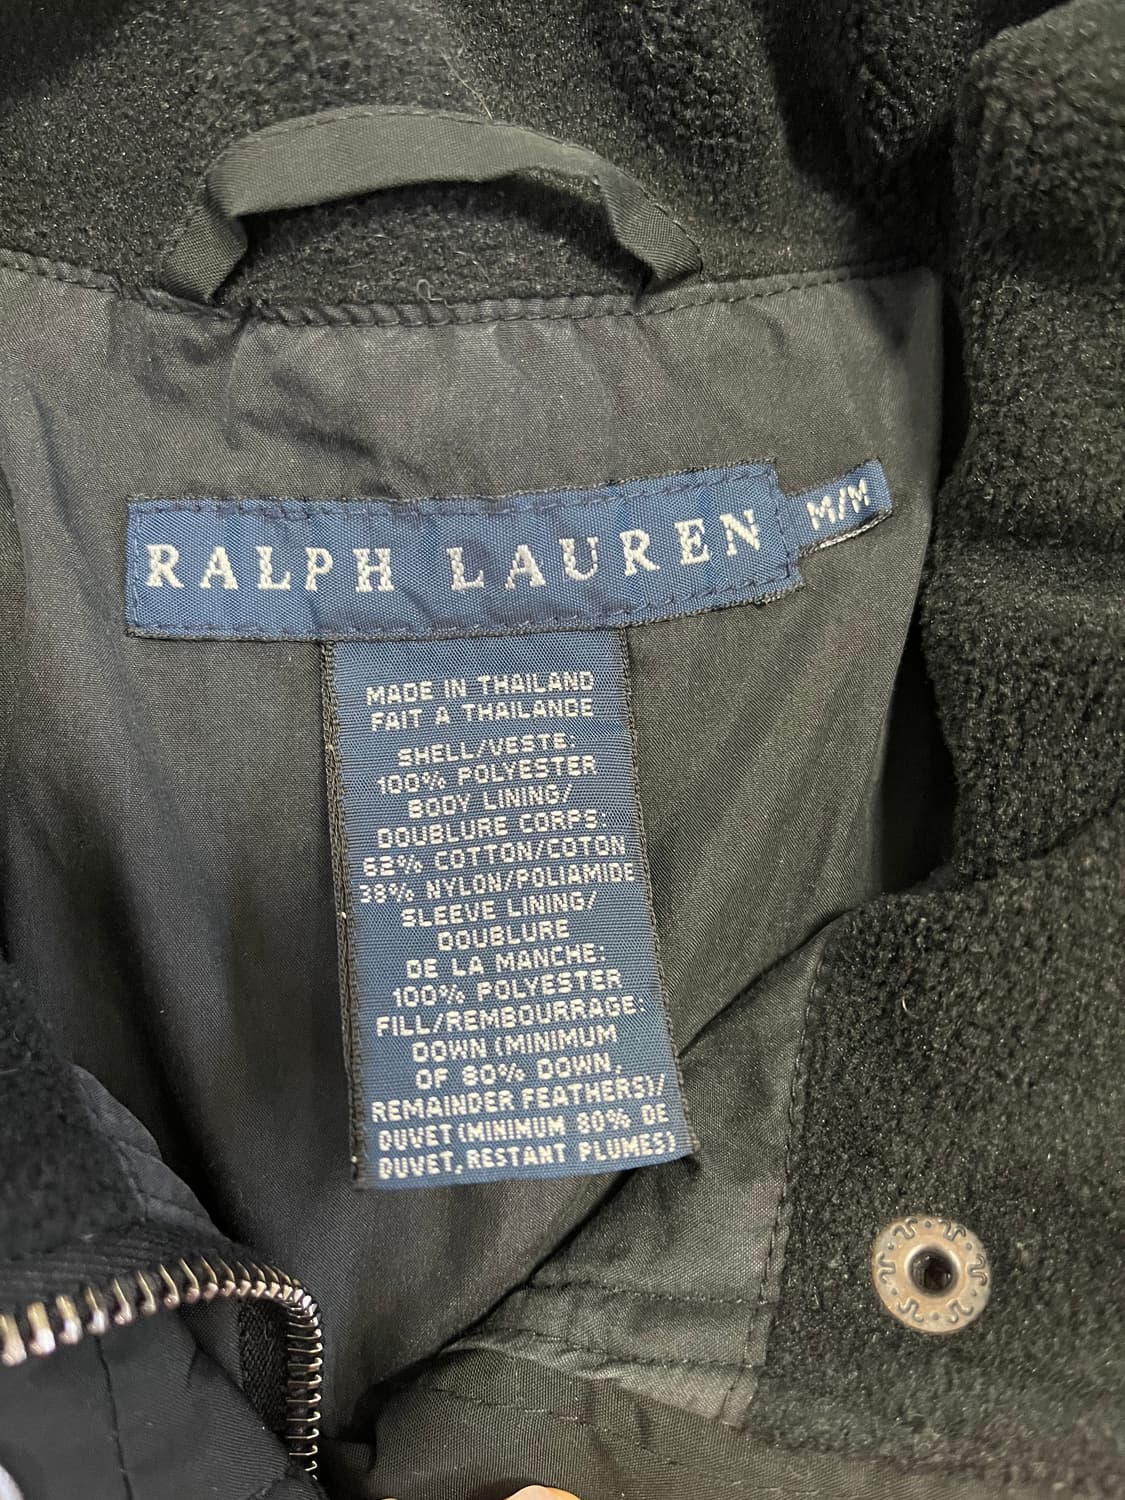 RALPH LAUREN
M/M
MADE IN THAILAND
FAIT A THAILANDE
SHELL/VESTE:
100% POLYESTER
BODY LINING/
DOUBLURE CORPS:
62% COTTON/COTON
38% NYLON/POLIAMIDE
SLEEVE LINING/
DOUBLURE
DE LA MANCHE:
100% POLYESTER
FILL/REMBOURRAGE:
DOWN (MINIMUM
OF 80% DOWN,
REMAINDER FEATHERS)/
DUVET (MINIMUM 80% DE
DUVET, RESTANT PLUMES)